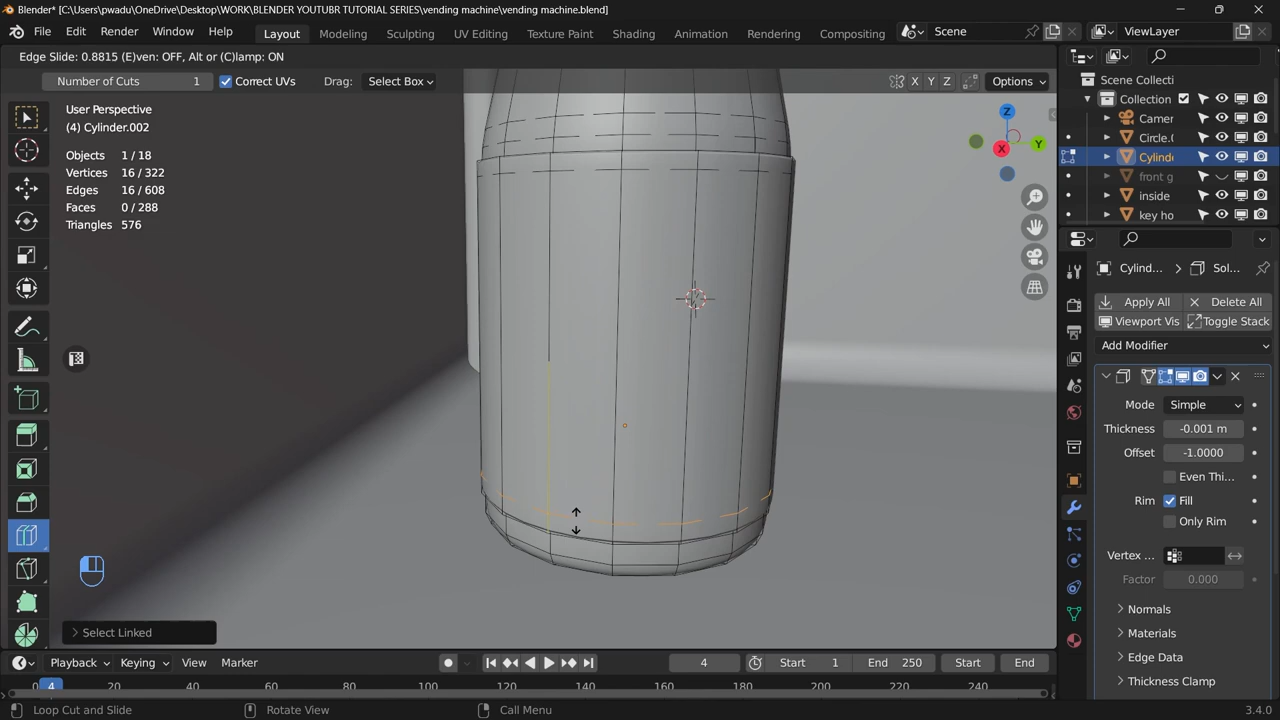 Blender* [C:\Users\pwadu\OneDrive\Desktop\WORK\BLENDER YOUTUBR TUTORIAL SERIES\vending machine\vending machine.blend]
File Edit Render Window Help Layout Modeling Sculpting UV Editing Texture Paint Shading Animation Rendering Compositing Scene ViewLayer
Edge Slide: 0.8815 (E)ven: OFF, Alt or (C)lamp: ON
Number of Cuts 1 Correct UVs Drag: Select Box X Y Z Options
User Perspective
(4) Cylinder.002
Objects 1 / 18
Vertices 16 / 322
Edges 16 / 608
Faces 0 / 288
Triangles 576
Z
Y
X
Scene Collecti
Collection
Camer
Circle.(
Cylind
front g
inside
key ho
Cylind... > Sol...
Apply All Delete All
Viewport Vis Toggle Stack
Add Modifier
Mode Simple
Thickness -0.001 m
Offset -1.0000
Even Thi...
Rim Fill
Only Rim
Vertex ...
Factor 0.000
Normals
Materials
Edge Data
Thickness Clamp
> Select Linked
Playback Keying View Marker 4 Start 1 End 250 Start End
0 4 20 40 60 80 100 120 140 160 180 200 220 240
Loop Cut and Slide Rotate View Call Menu 3.4.0